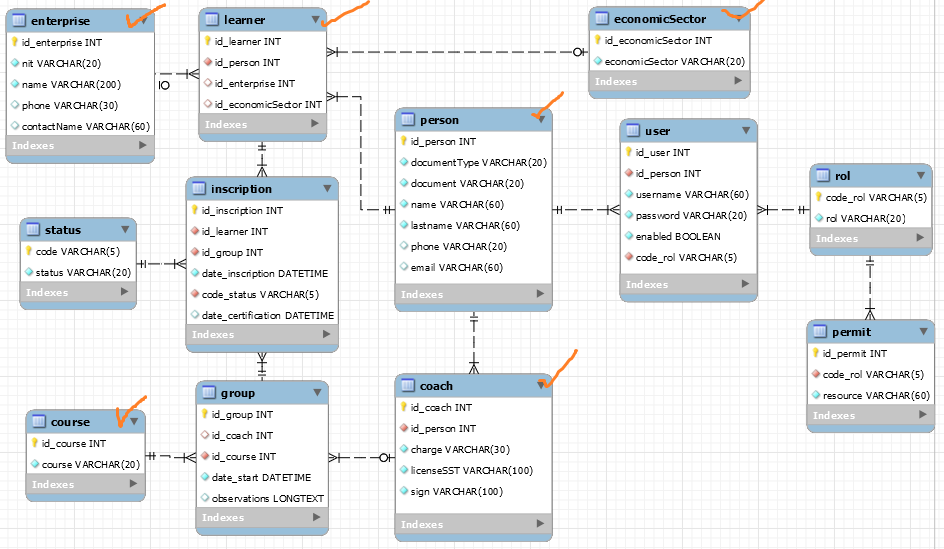 enterprise
id_enterprise INT
nit VARCHAR(20)
name VARCHAR(200)
phone VARCHAR(30)
contactName VARCHAR(60)
Indexes
learner
id_learner INT
id_person INT
id_enterprise INT
id_economicSector INT
Indexes
economicSector
id_economicSector INT
economicSector VARCHAR(20)
Indexes
person
id_person INT
documentType VARCHAR(20)
document VARCHAR(20)
name VARCHAR(60)
lastname VARCHAR(60)
phone VARCHAR(20)
email VARCHAR(60)
Indexes
user
id_user INT
id_person INT
username VARCHAR(60)
password VARCHAR(20)
enabled BOOLEAN
code_rol VARCHAR(5)
Indexes
rol
code_rol VARCHAR(5)
rol VARCHAR(20)
Indexes
inscription
id_inscription INT
id_learner INT
id_group INT
date_inscription DATETIME
code_status VARCHAR(5)
date_certification DATETIME
Indexes
status
code VARCHAR(5)
status VARCHAR(20)
Indexes
permit
id_permit INT
code_rol VARCHAR(5)
resource VARCHAR(60)
Indexes
group
id_group INT
id_coach INT
id_course INT
date_start DATETIME
observations LONGTEXT
Indexes
coach
id_coach INT
id_person INT
charge VARCHAR(30)
licenseSST VARCHAR(100)
sign VARCHAR(100)
Indexes
course
id_course INT
course VARCHAR(20)
Indexes